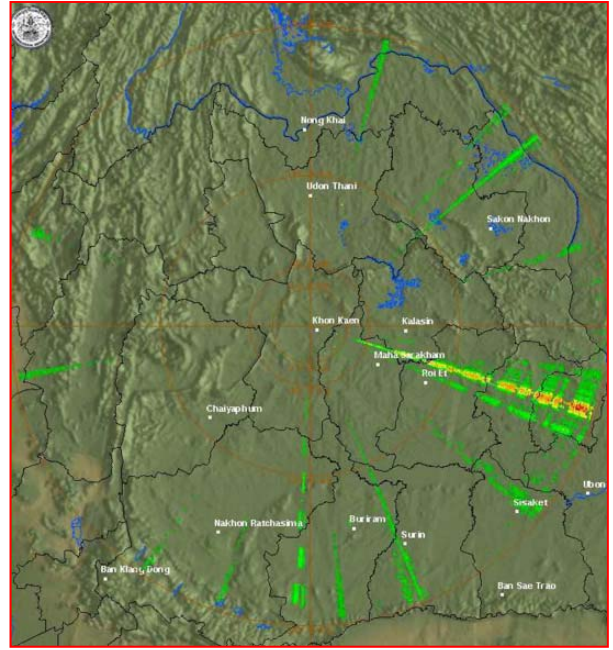 Nong Khai
Udon Thani
Sakon Nakhon
Khon Kaen
Kalasin
Maha Sarakham
Roi Et
Chaiyaphum
Ubon
Sisaket
Nakhon Ratchasima
Buriram
Surin
Ban Klang Dong
Ban Sae Trao